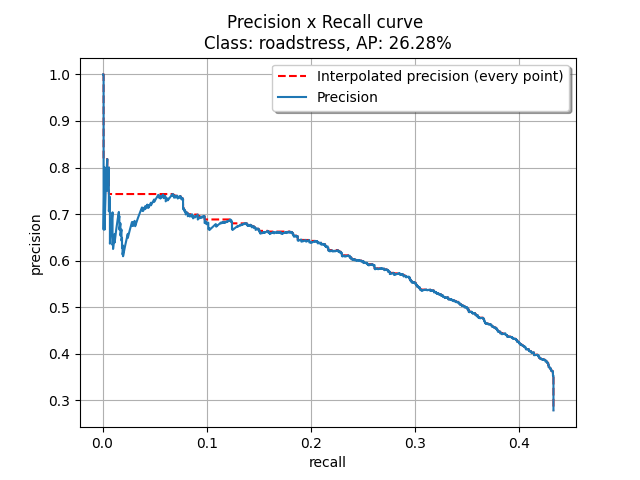 Precision x Recall curve
Class: roadstress, AP: 26.28%
Interpolated precision (every point)
Precision
1.0
0.9
0.8
0.7
0.6
0.5
0.4
0.3
precision
0.0
0.1
0.2
0.3
0.4
recall